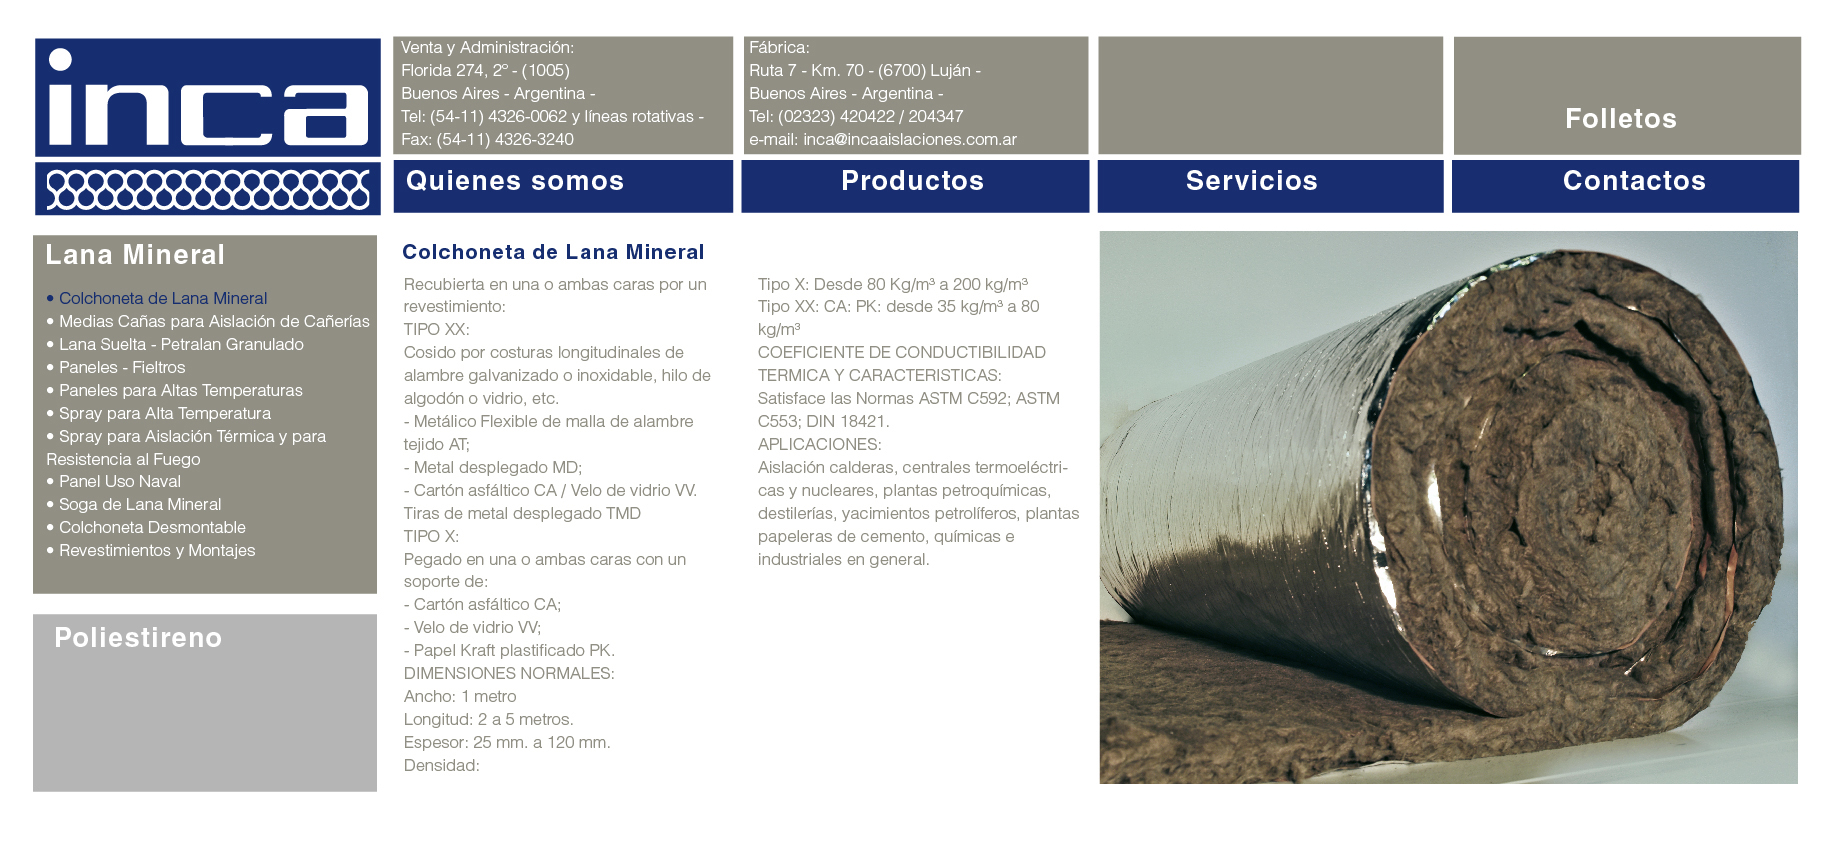 inca
Venta y Administración:
Florida 274, 2º - (1005)
Buenos Aires - Argentina -
Tel: (54-11) 4326-0062 y líneas rotativas -
Fax: (54-11) 4326-3240
Fábrica:
Ruta 7 - Km. 70 - (6700) Luján -
Buenos Aires - Argentina -
Tel: (02323) 420422 / 204347
e-mail: inca@incaaislaciones.com.ar
Folletos
Quienes somos
Productos
Servicios
Contactos
Lana Mineral
• Colchoneta de Lana Mineral
• Medias Cañas para Aislación de Cañerías
• Lana Suelta - Petralan Granulado
• Paneles - Fieltros
• Paneles para Altas Temperaturas
• Spray para Alta Temperatura
• Spray para Aislación Térmica y para
Resistencia al Fuego
• Panel Uso Naval
• Soga de Lana Mineral
• Colchoneta Desmontable
• Revestimientos y Montajes
Poliestireno
Colchoneta de Lana Mineral
Recubierta en una o ambas caras por un
revestimiento:
TIPO XX:
Cosido por costuras longitudinales de
alambre galvanizado o inoxidable, hilo de
algodón o vidrio, etc.
- Metálico Flexible de malla de alambre
tejido AT;
- Metal desplegado MD;
- Cartón asfáltico CA / Velo de vidrio VV.
Tiras de metal desplegado TMD
TIPO X:
Pegado en una o ambas caras con un
soporte de:
- Cartón asfáltico CA;
- Velo de vidrio VV;
- Papel Kraft plastificado PK.
DIMENSIONES NORMALES:
Ancho: 1 metro
Longitud: 2 a 5 metros.
Espesor: 25 mm. a 120 mm.
Densidad:
Tipo X: Desde 80 Kg/m³ a 200 kg/m³
Tipo XX: CA: PK: desde 35 kg/m³ a 80
kg/m³
COEFICIENTE DE CONDUCTIBILIDAD
TERMICA Y CARACTERISTICAS:
Satisface las Normas ASTM C592; ASTM
C553; DIN 18421.
APLICACIONES:
Aislación calderas, centrales termoeléctri-
cas y nucleares, plantas petroquímicas,
destilerías, yacimientos petrolíferos, plantas
papeleras de cemento, químicas e
industriales en general.